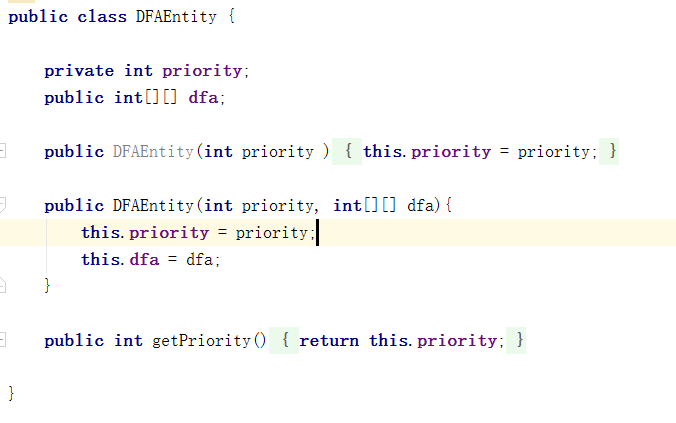 public class DFAEntity {
private int priority;
public int[][] dfa;
public DFAEntity(int priority ) { this.priority = priority; }
public DFAEntity(int priority, int[][] dfa){
this.priority = priority;
this.dfa = dfa;
}
public int getPriority() { return this.priority; }
}